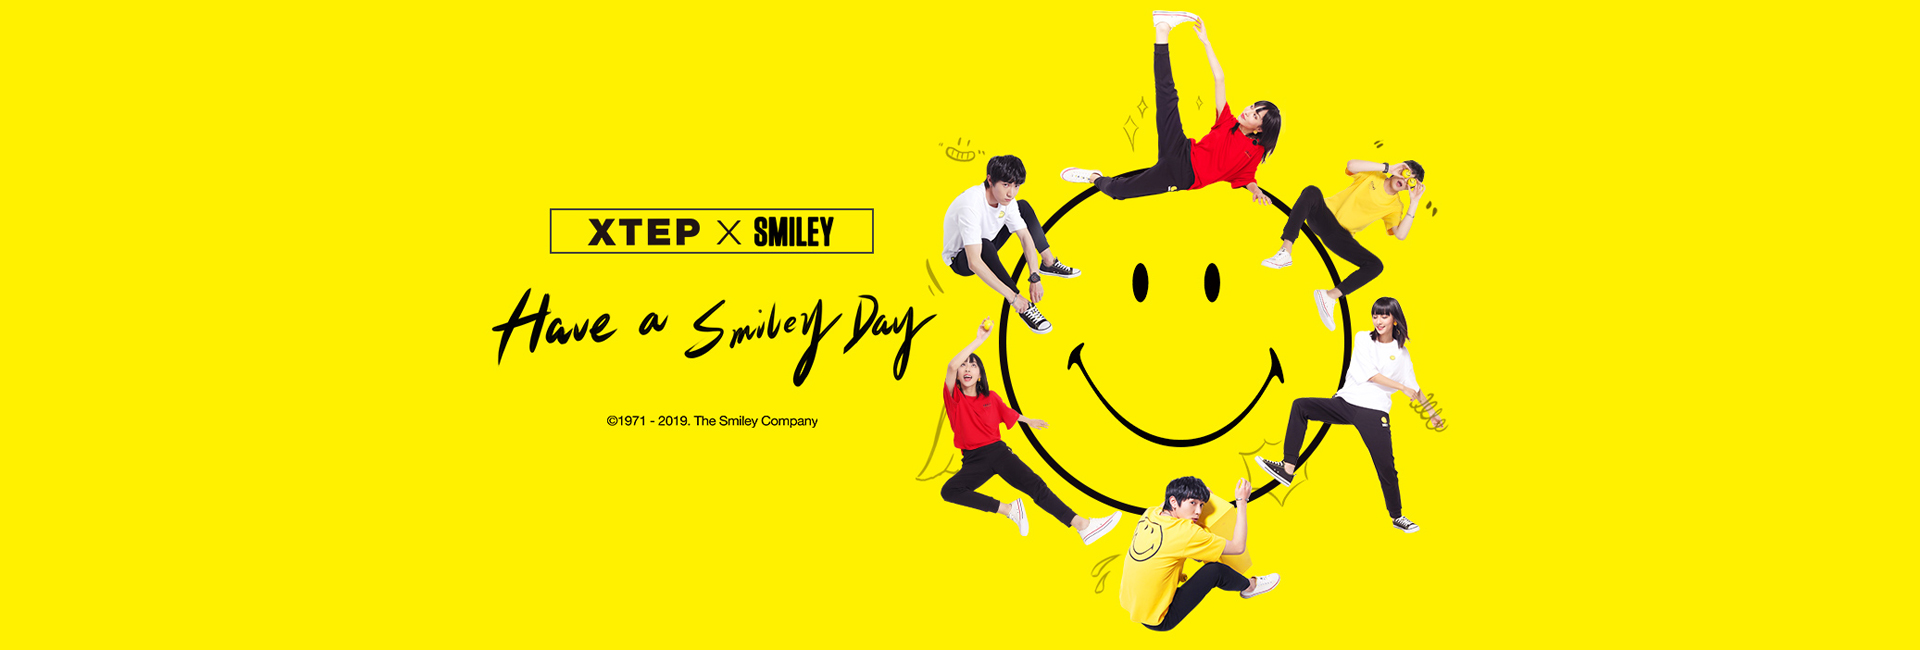 XTEP X SMILEY
Have a Smiley Day
©1971 - 2019. The Smiley Company